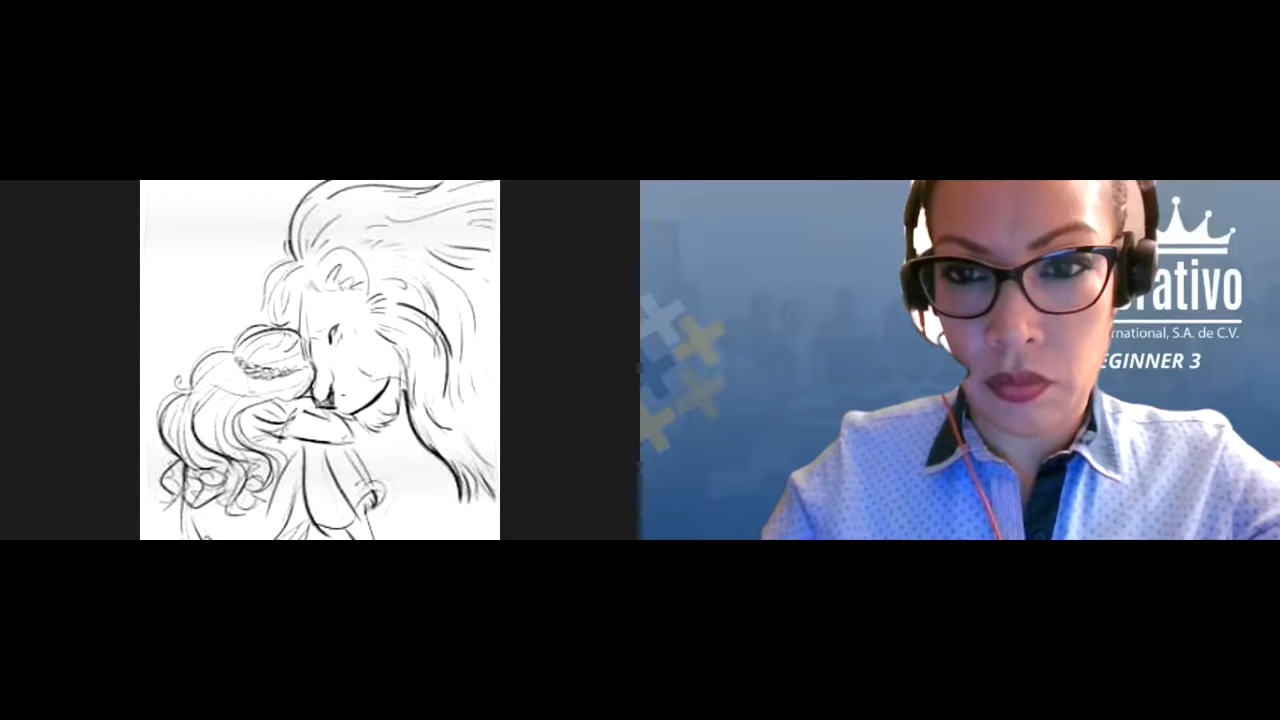 rativo
rnational, S.A. de C.V.
EGINNER 3